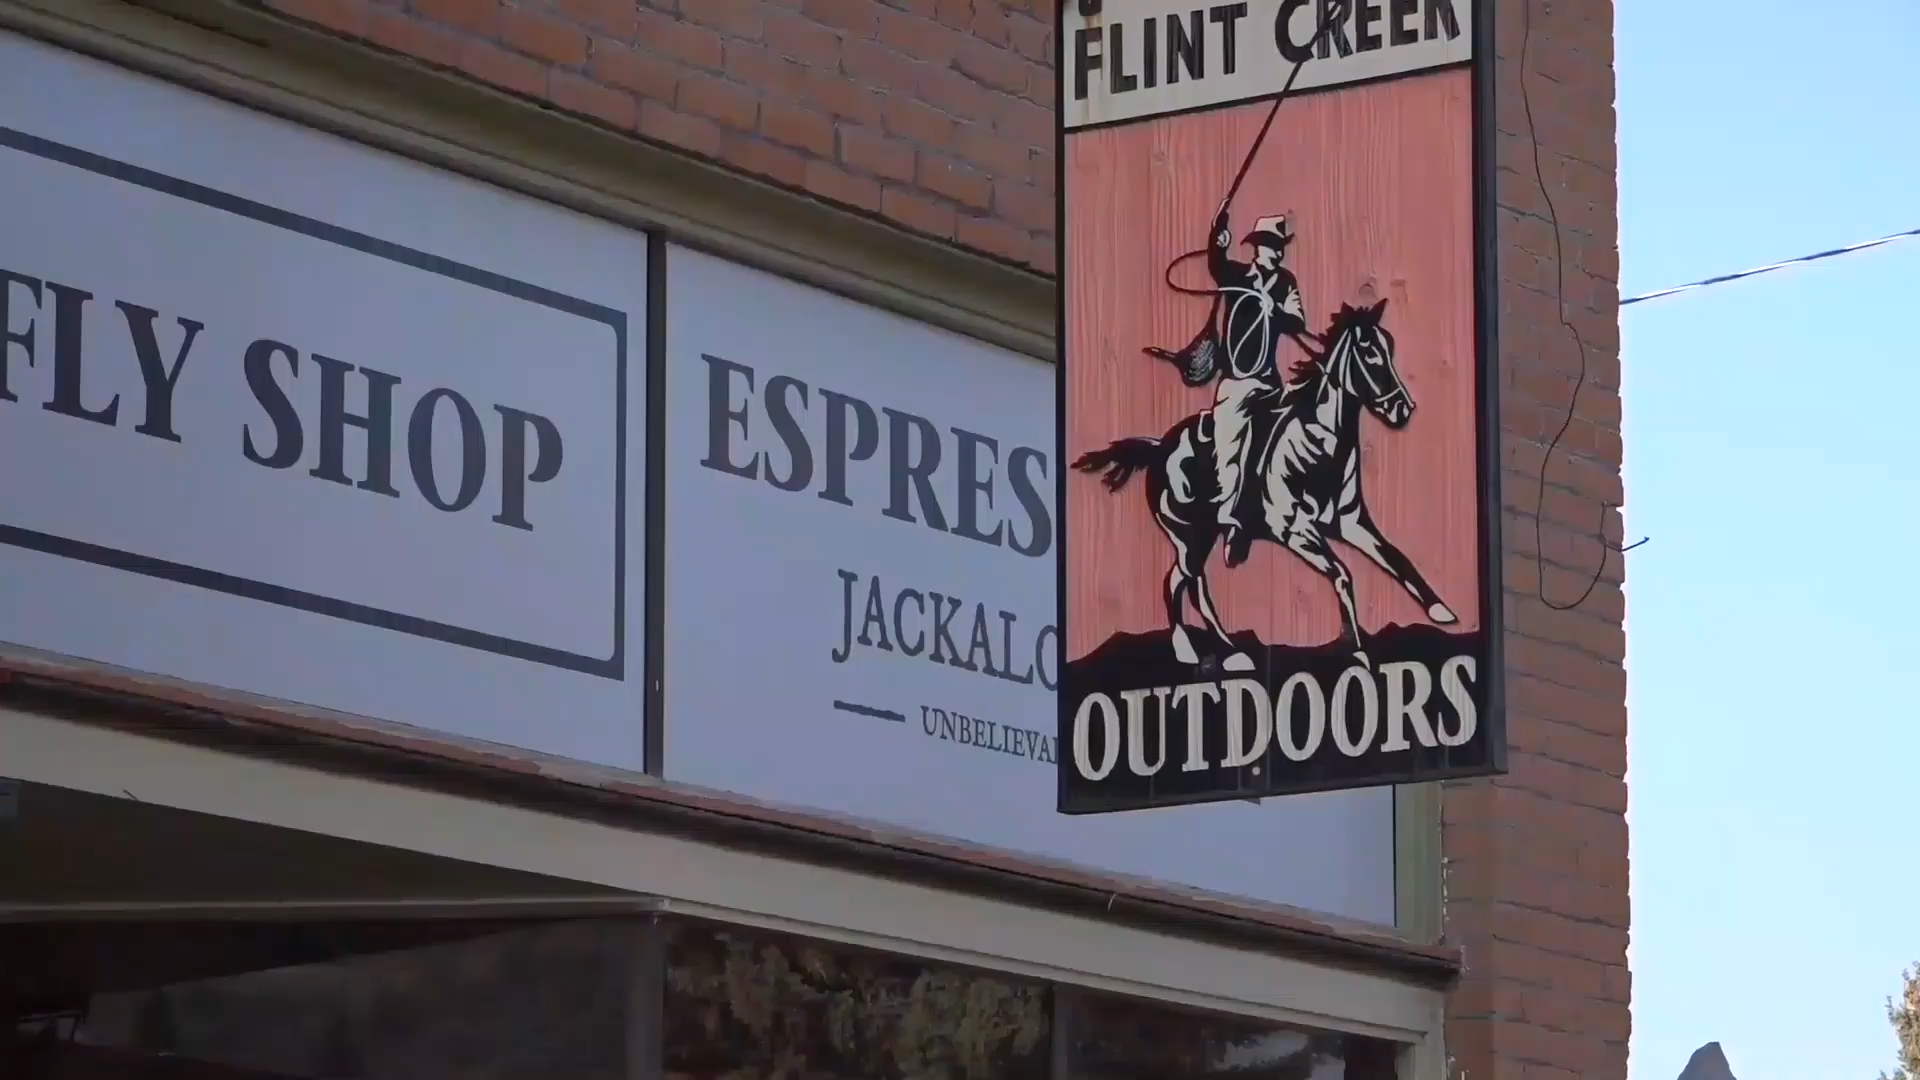 FLY SHOP
ESPRES
JACKALO
UNBELIEVA
FLINT CREEK
OUTDOORS